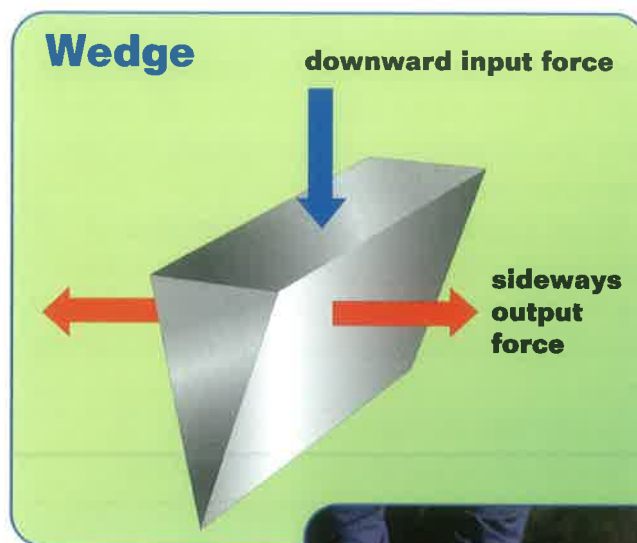 Wedge
downward input force
sideways
output
force